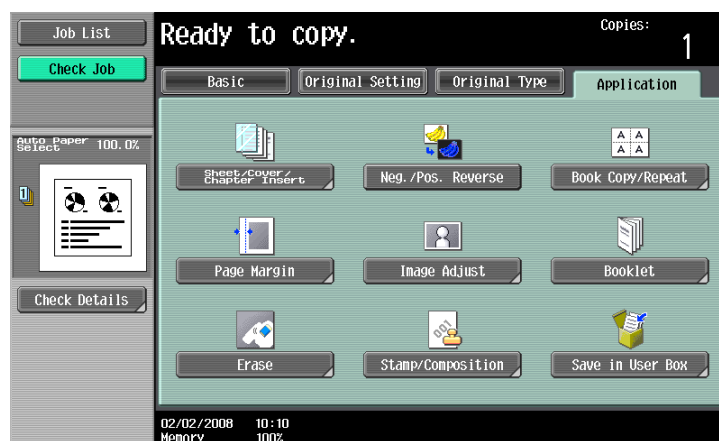 Job List
Ready to copy.
Copies:
1
Check Job
Basic
Original Setting
Original Type
Application
Auto Paper
Select
100.0%
Sheet/Cover/
Chapter Insert
Neg./Pos. Reverse
A A
A A
Book Copy/Repeat
1
Page Margin
Image Adjust
Booklet
Check Details
001
Erase
Stamp/Composition
Save in User Box
02/02/2008 10:10
Memory 100%